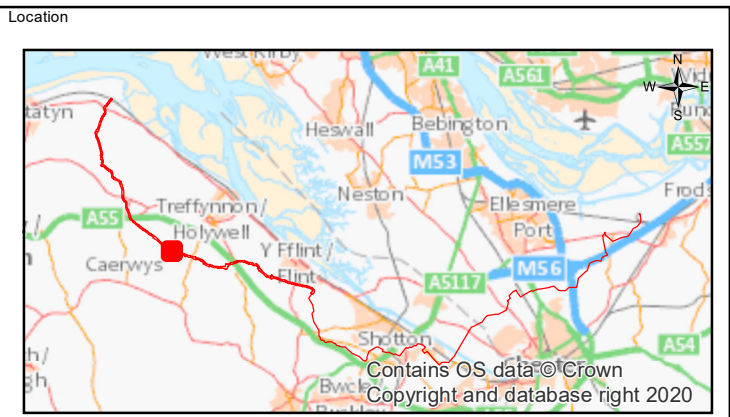 Location
West Kirby
A41
A561
N
W
E
S
tatyn
Heswall
Bebington
A557
M53
Neston
Treffynnon /
Holywell
Ellesmere
Port
Frods
A55
Caerwys
Y Fflint /
Flint
A5117
M56
Shotton
A54
Contains OS data © Crown
Copyright and database right 2020